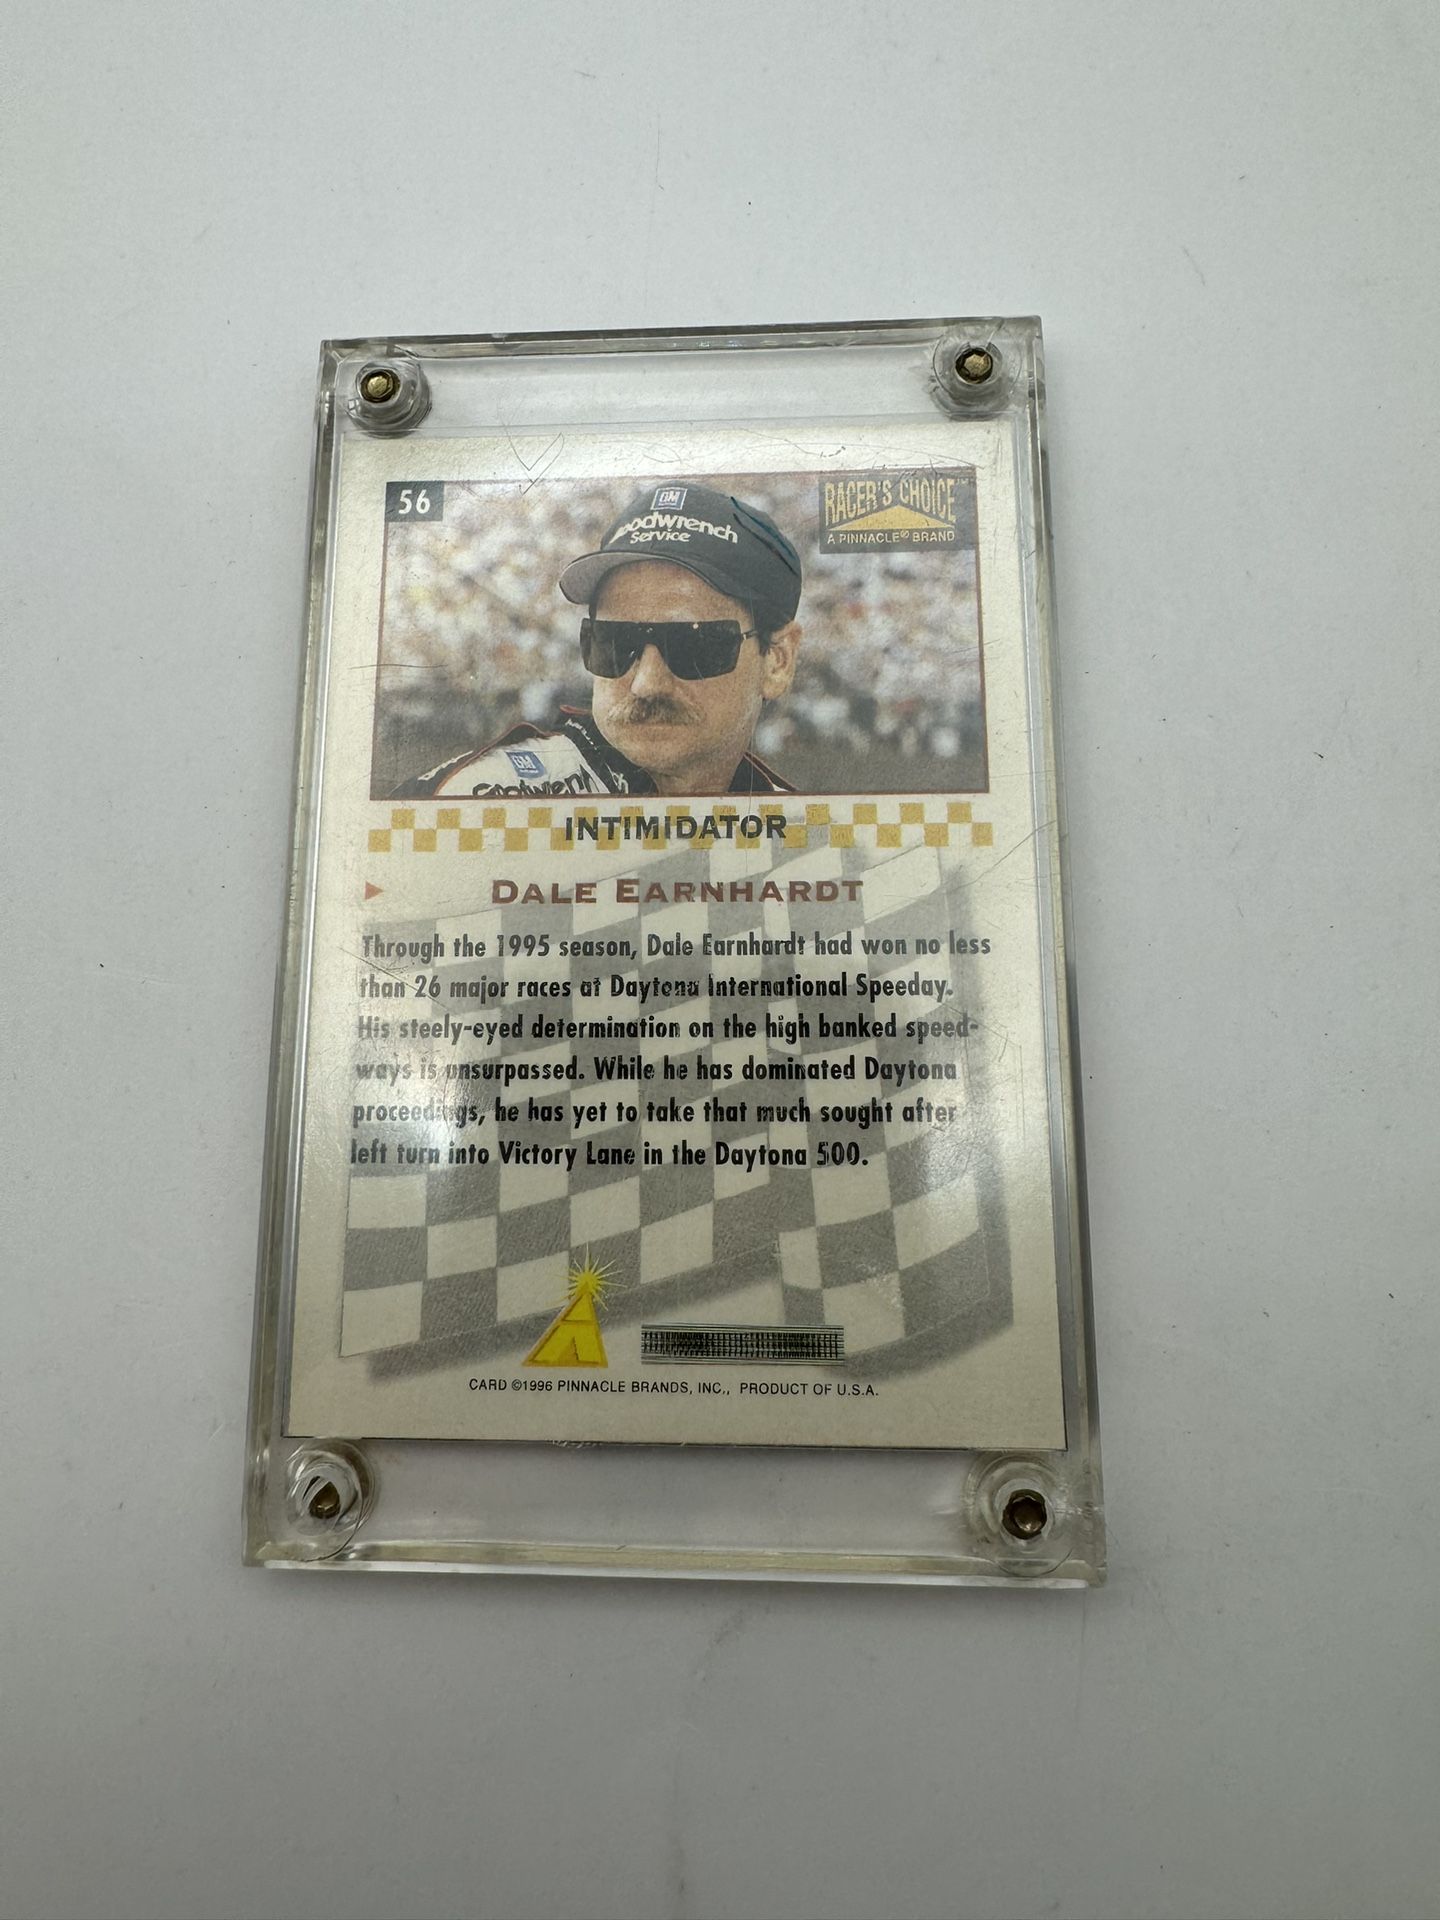 56
RACER'S CHOICE™
A PINNACLE® BRAND
GM
Goodwrench
Service
GM
Goodwren
INTIMIDATOR
DALE EARNHARDT
Through the 1995 season, Dale Earnhardt had won no less
than 26 major races at Daytona International Speeday.
His steely-eyed determination on the high banked speed-
ways is unsurpassed. While he has dominated Daytona
proceedings, he has yet to take that much sought after
left turn into Victory Lane in the Daytona 500.
CARD ©1996 PINNACLE BRANDS, INC., PRODUCT OF U.S.A.